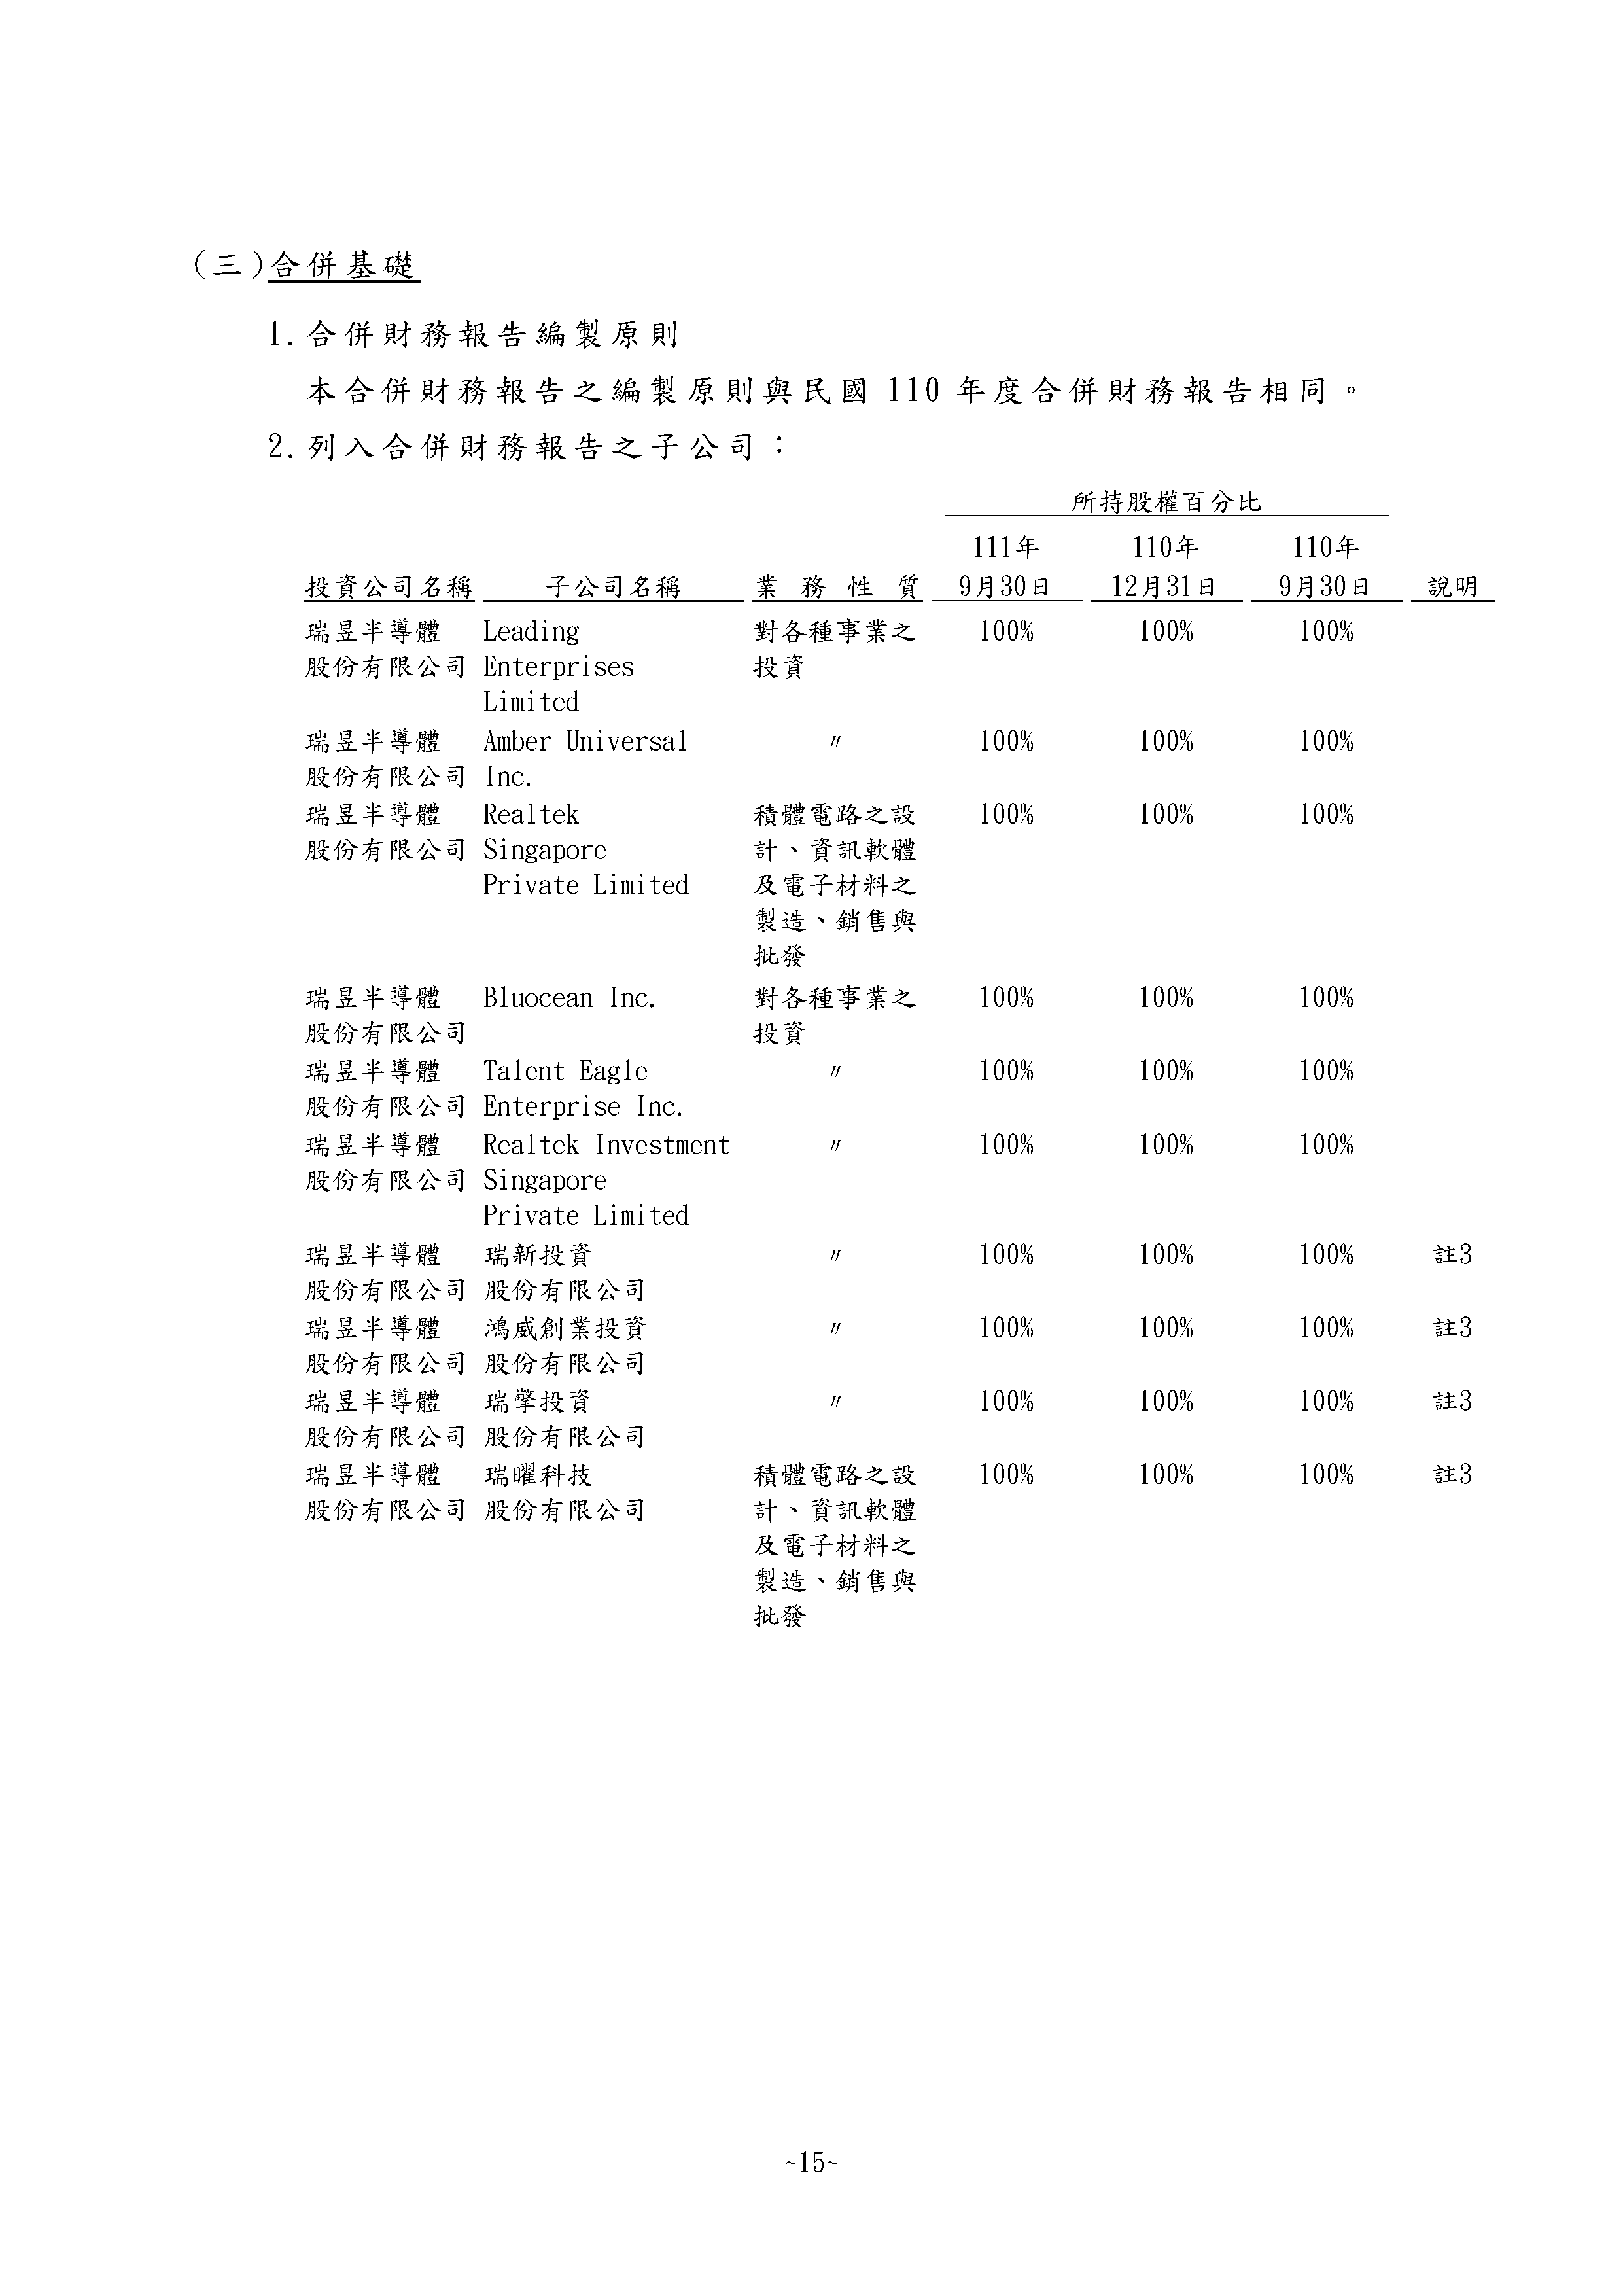 (三)合併基礎
1.合併財務報告編製原則
本合併財務報告之編製原則與民國 110 年度合併財務報告相同。
2.列入合併財務報告之子公司：
所持股權百分比
111年 110年 110年
投資公司名稱 子公司名稱 業務性質 9月30日 12月31日 9月30日 說明
瑞昱半導體 Leading 對各種事業之 100% 100% 100%
股份有限公司 Enterprises 投資
Limited
瑞昱半導體 Amber Universal 〃 100% 100% 100%
股份有限公司 Inc.
瑞昱半導體 Realtek 積體電路之設 100% 100% 100%
股份有限公司 Singapore 計、資訊軟體
Private Limited 及電子材料之
製造、銷售與
批發
瑞昱半導體 Bluocean Inc. 對各種事業之 100% 100% 100%
股份有限公司 投資
瑞昱半導體 Talent Eagle 〃 100% 100% 100%
股份有限公司 Enterprise Inc.
瑞昱半導體 Realtek Investment 〃 100% 100% 100%
股份有限公司 Singapore
Private Limited
瑞昱半導體 瑞新投資 〃 100% 100% 100% 註3
股份有限公司 股份有限公司
瑞昱半導體 鴻威創業投資 〃 100% 100% 100% 註3
股份有限公司 股份有限公司
瑞昱半導體 瑞擎投資 〃 100% 100% 100% 註3
股份有限公司 股份有限公司
瑞昱半導體 瑞曜科技 積體電路之設 100% 100% 100% 註3
股份有限公司 股份有限公司 計、資訊軟體
及電子材料之
製造、銷售與
批發
~15~